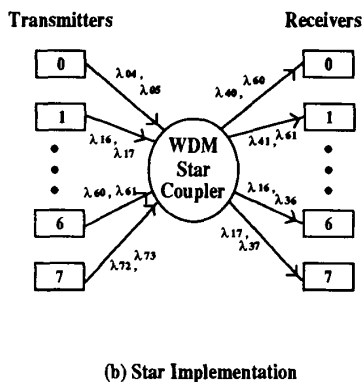 Transmitters Receivers
0 0
λ04, λ05
λ40, λ60
1 1
λ16, λ17
λ41, λ61
WDM
Star
Coupler
λ60, λ61
λ16, λ36
6 6
λ72, λ73
λ17, λ37
7 7
(b) Star Implementation